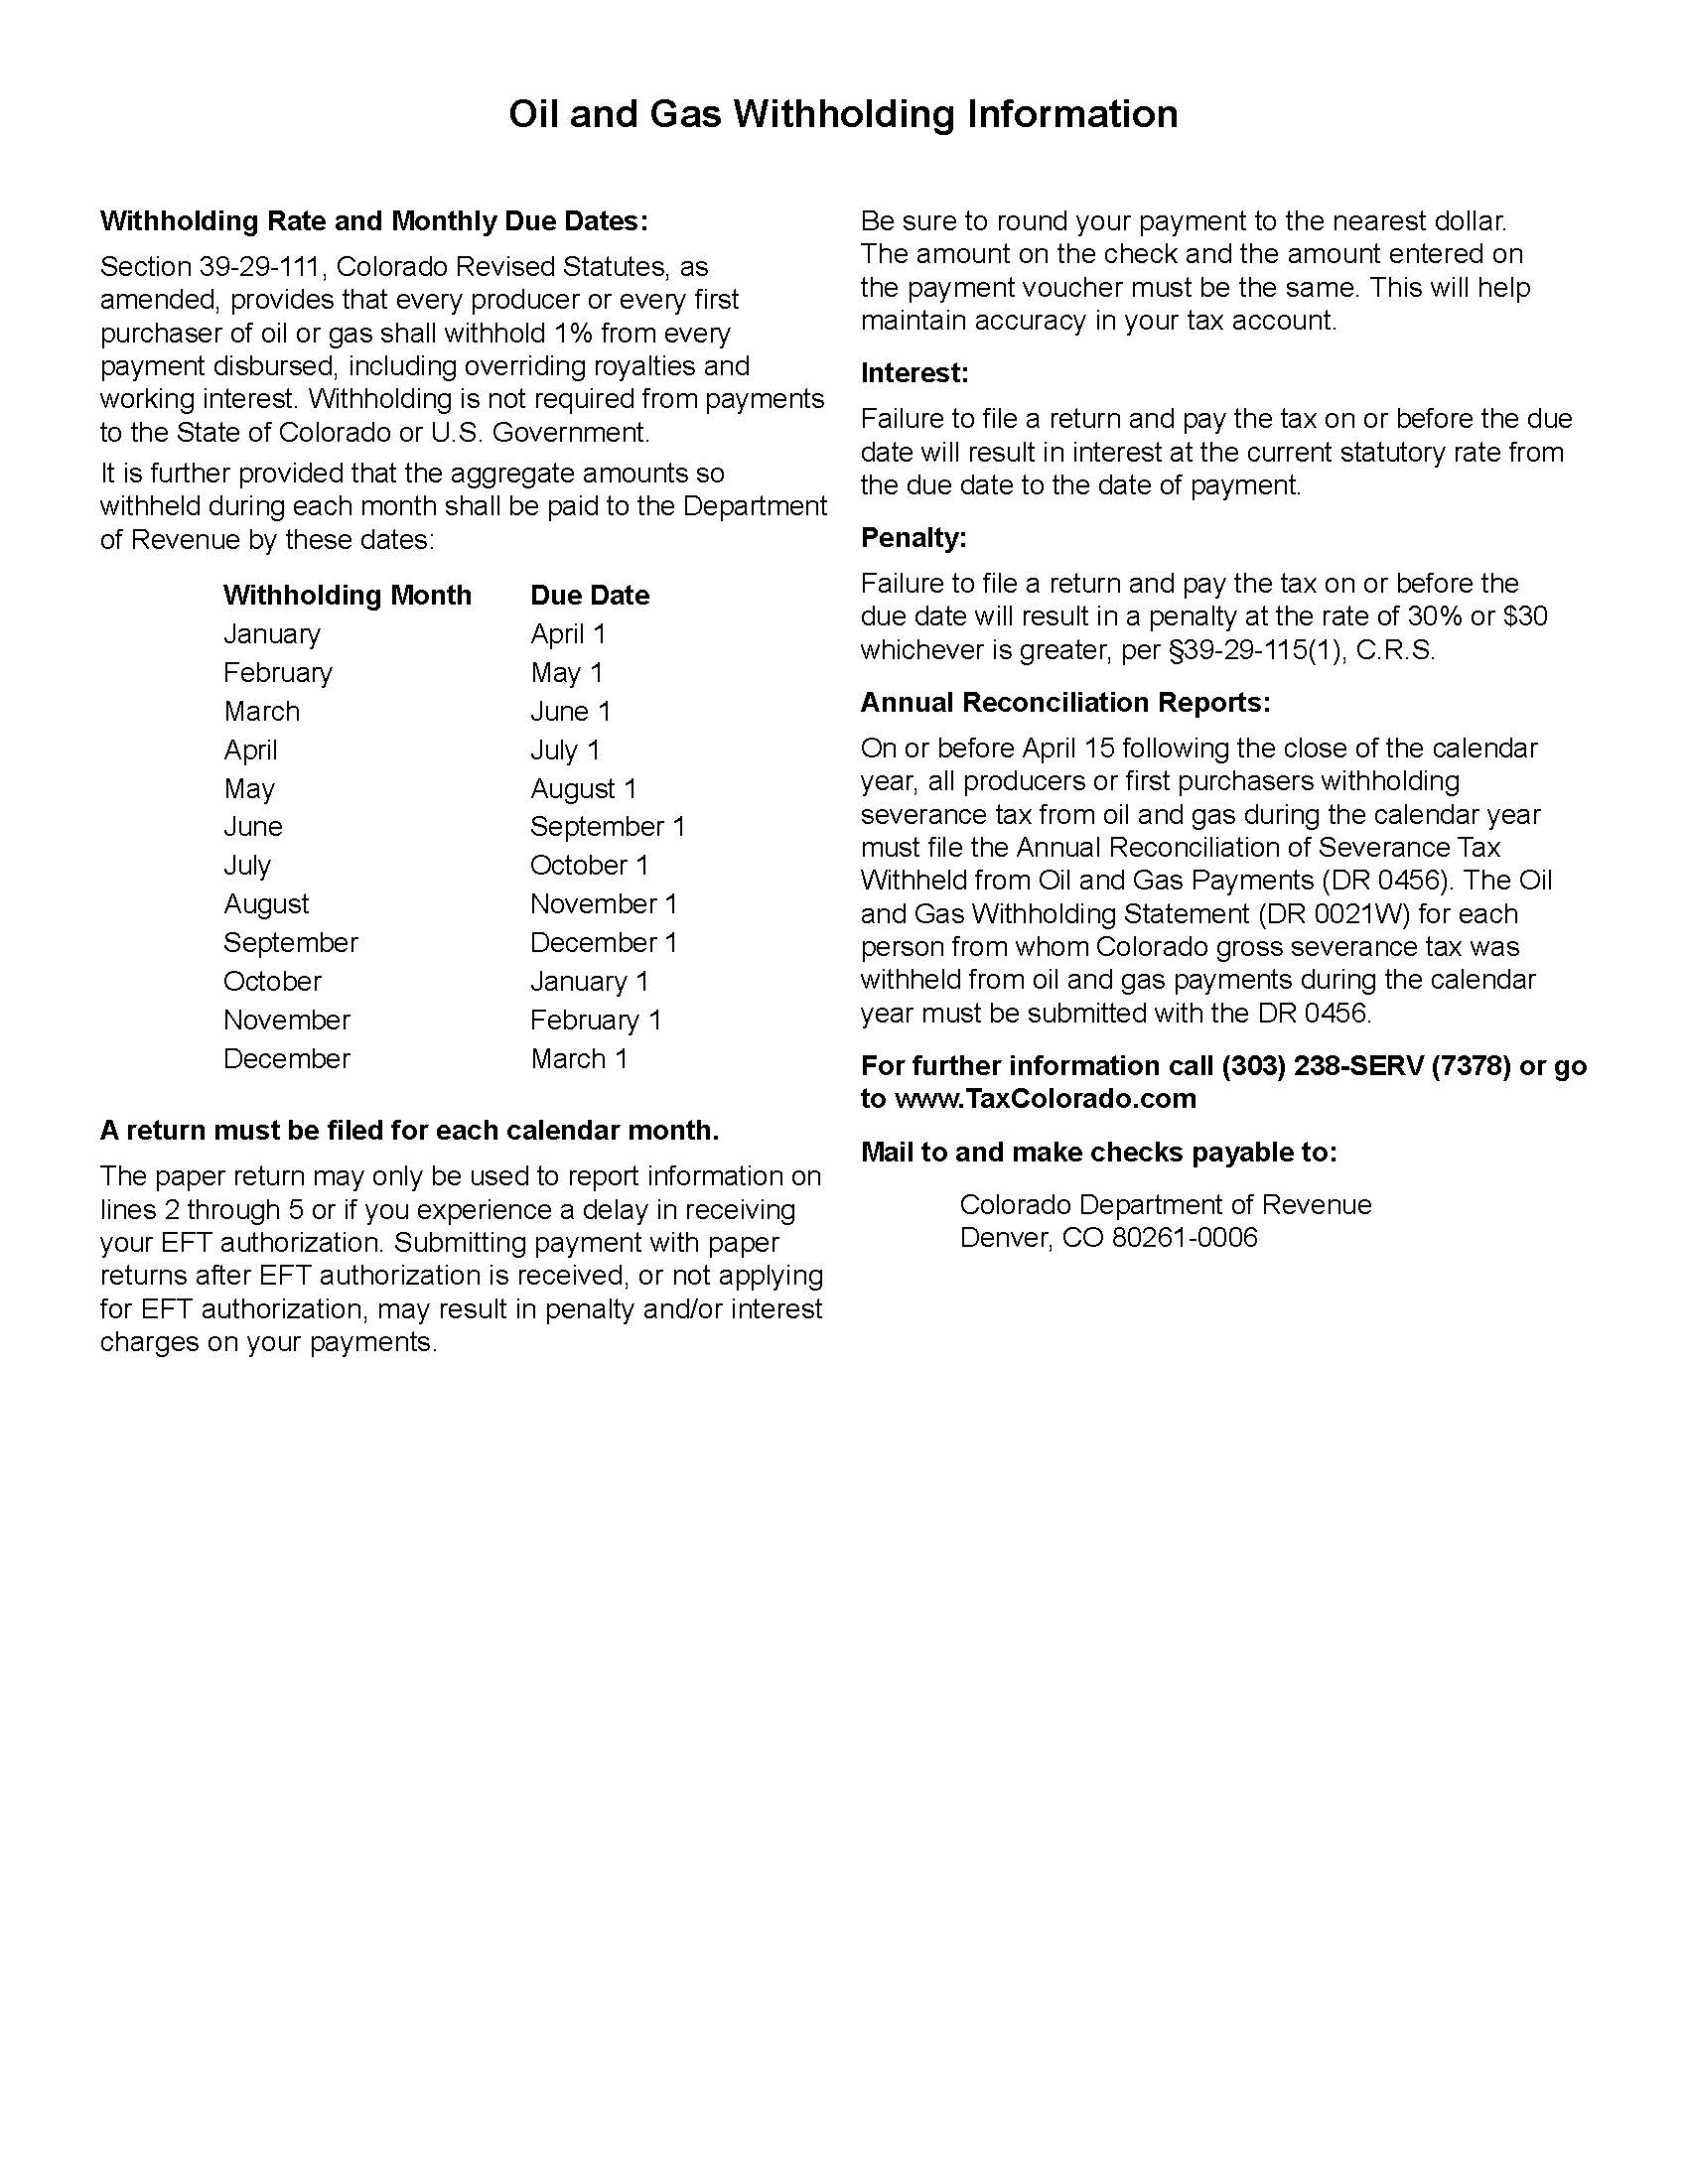 Oil and Gas Withholding Information
Withholding Rate and Monthly Due Dates:
Section 39-29-111, Colorado Revised Statutes, as
amended, provides that every producer or every first
purchaser of oil or gas shall withhold 1% from every
payment disbursed, including overriding royalties and
working interest. Withholding is not required from payments
to the State of Colorado or U.S. Government.
It is further provided that the aggregate amounts so
withheld during each month shall be paid to the Department
of Revenue by these dates:
Withholding Month Due Date
January April 1
February May 1
March June 1
April July 1
May August 1
June September 1
July October 1
August November 1
September December 1
October January 1
November February 1
December March 1
A return must be filed for each calendar month.
The paper return may only be used to report information on
lines 2 through 5 or if you experience a delay in receiving
your EFT authorization. Submitting payment with paper
returns after EFT authorization is received, or not applying
for EFT authorization, may result in penalty and/or interest
charges on your payments.
Be sure to round your payment to the nearest dollar.
The amount on the check and the amount entered on
the payment voucher must be the same. This will help
maintain accuracy in your tax account.
Interest:
Failure to file a return and pay the tax on or before the due
date will result in interest at the current statutory rate from
the due date to the date of payment.
Penalty:
Failure to file a return and pay the tax on or before the
due date will result in a penalty at the rate of 30% or $30
whichever is greater, per §39-29-115(1), C.R.S.
Annual Reconciliation Reports:
On or before April 15 following the close of the calendar
year, all producers or first purchasers withholding
severance tax from oil and gas during the calendar year
must file the Annual Reconciliation of Severance Tax
Withheld from Oil and Gas Payments (DR 0456). The Oil
and Gas Withholding Statement (DR 0021W) for each
person from whom Colorado gross severance tax was
withheld from oil and gas payments during the calendar
year must be submitted with the DR 0456.
For further information call (303) 238-SERV (7378) or go
to www.TaxColorado.com
Mail to and make checks payable to:
Colorado Department of Revenue
Denver, CO 80261-0006